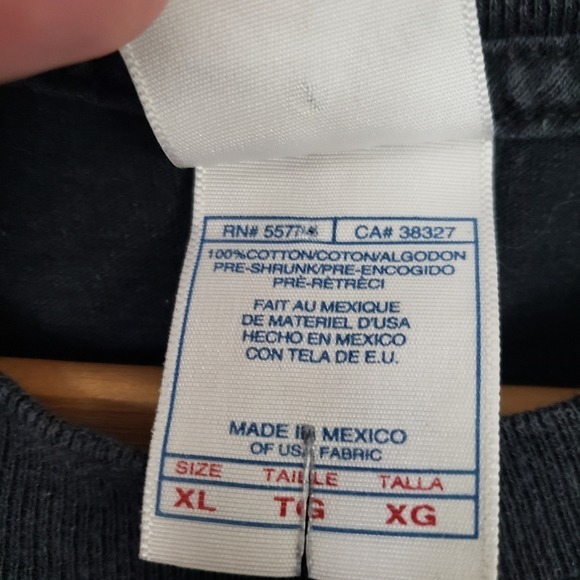 RN# CA# 38327
100%COTTON/COTON/ALGODON
PRE-SHRUNK/PRE-ENCOGIDO
PRÉ-RÉTRÉCI
FAIT AU MEXIQUE
DE MATERIEL D'USA
HECHO EN MEXICO
CON TELA DE E.U.
MADE IN MEXICO
OF USA FABRIC
SIZE TAILLE TALLA
XL TG XG